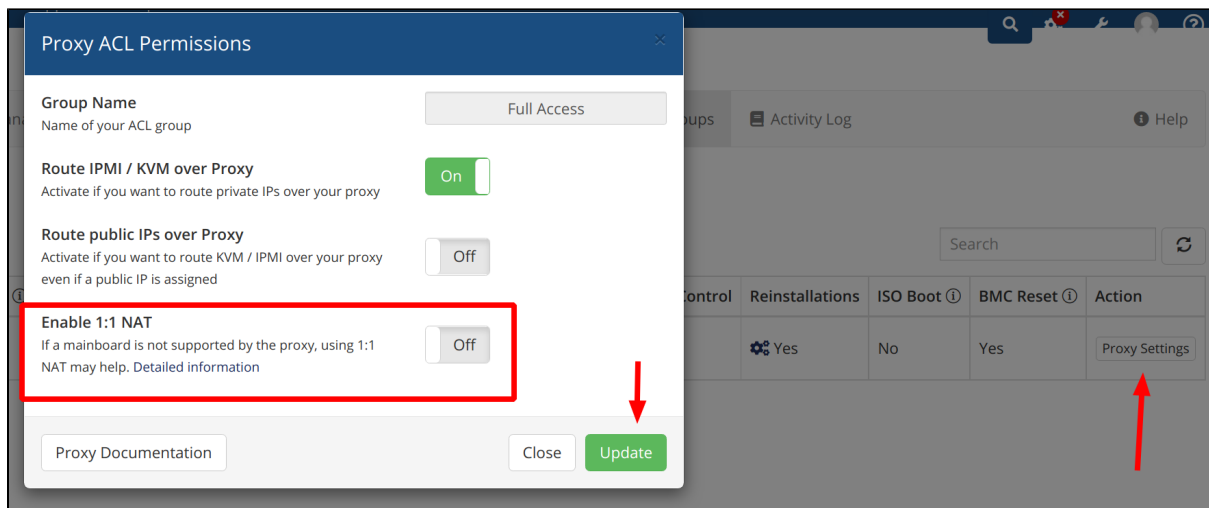 Proxy ACL Permissions
×
Group Name
Name of your ACL group
Full Access
Route IPMI / KVM over Proxy
Activate if you want to route private IPs over your proxy
On
Route public IPs over Proxy
Activate if you want to route KVM / IPMI over your proxy
even if a public IP is assigned
Off
Enable 1:1 NAT
If a mainboard is not supported by the proxy, using 1:1
NAT may help. Detailed information
Off
Proxy Documentation
Close
Update
Activity Log
Help
Search
Reinstallations
ISO Boot
BMC Reset
Action
Yes
No
Yes
Proxy Settings